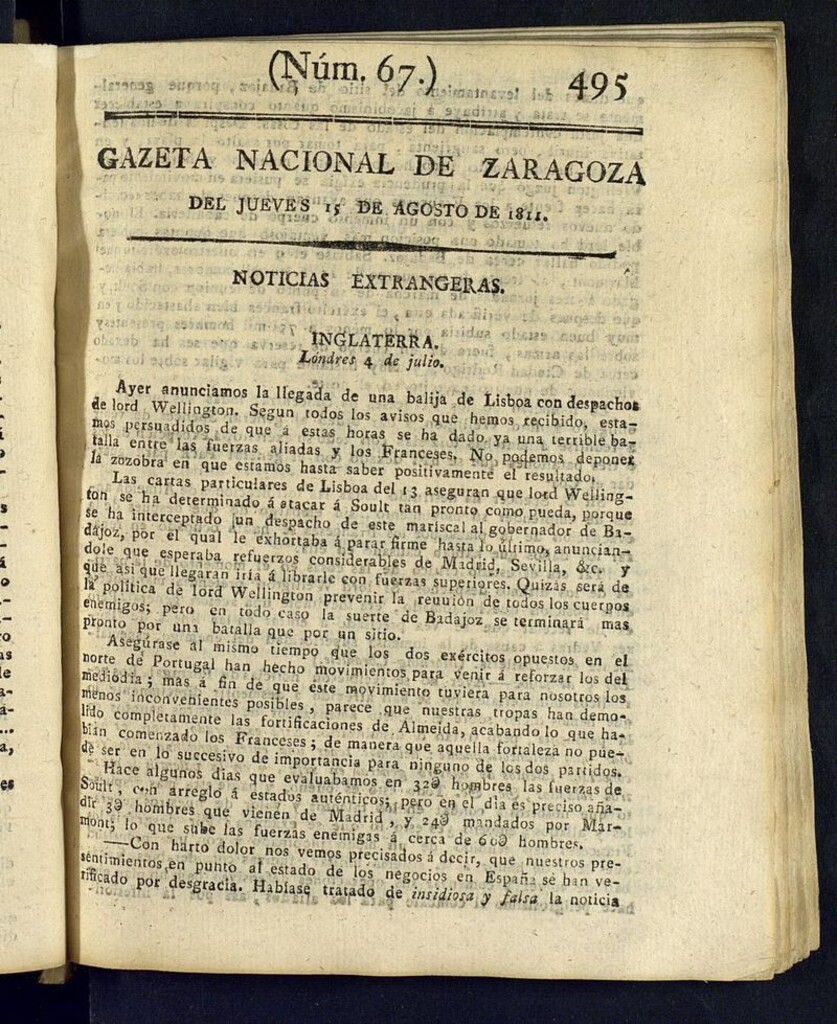 (Núm. 67.) 495
GAZETA NACIONAL DE ZARAGOZA
DEL JUEVES 15 DE AGOSTO DE 1811.
NOTICIAS EXTRANGERAS.
INGLATERRA.
Lóndres 4 de julio.
Ayer anunciamos la llegada de una balija de Lisboa con despachos
de lord Wellington. Segun todos los avisos que hemos recibido, esta-
mos persuadidos de que á estas horas se ha dado ya una terrible ba-
talla entre las fuerzas aliadas y los Franceses. No podemos deponer
la zozobra en que estamos hasta saber positivamente el resultado.
Las cartas particulares de Lisboa del 13 aseguran que lord Welling-
ton se ha determinado á atacar á Soult tan pronto como pueda, porque
se ha interceptado un despacho de este mariscal al gobernador de Ba-
dajoz, por el qual le exhortaba á parar firme hasta lo último, anuncian-
dole que esperaba refuerzos considerables de Madrid, Sevilla, &c. y
que asi que llegaran iria á librarle con fuerzas superiores. Quizas será de
la política de lord Wellington prevenir la reuuión de todos los cuerpos
enemigos; pero en todo caso la suerte de Badajoz se terminará mas
pronto por una batalla que por un sitio.
Asegúrase al mismo tiempo que los dos exércitos opuestos en el
norte de Portugal han hecho movimientos para venir á reforzar los del
mediodia; mas á fin de que este movimiento tuviera para nosotros los
menos inconvenientes posibles, parece que nuestras tropas han demo-
lido completamente las fortificaciones de Almeida, acabando lo que ha-
bian comenzado los Franceses; de manera que aquella fortaleza no pue-
de ser en lo succesivo de importancia para ninguno de los dos partidos.
Hace algunos dias que evaluabamos en 32∂ hombres las fuerzas de
Soult, con arreglo á estados auténticos; pero en el dia es preciso aña-
dir 3∂ hombres que vienen de Madrid, y 24∂ mandados por Mar-
mont; lo que sube las fuerzas enemigas á cerca de 60∂ hombres.
—Con harto dolor nos vemos precisados á decir, que nuestros pre-
sentimientos en punto al estado de los negocios en España se han ve-
rificado por desgracia. Habiase tratado de insidiosa y falsa la noticia